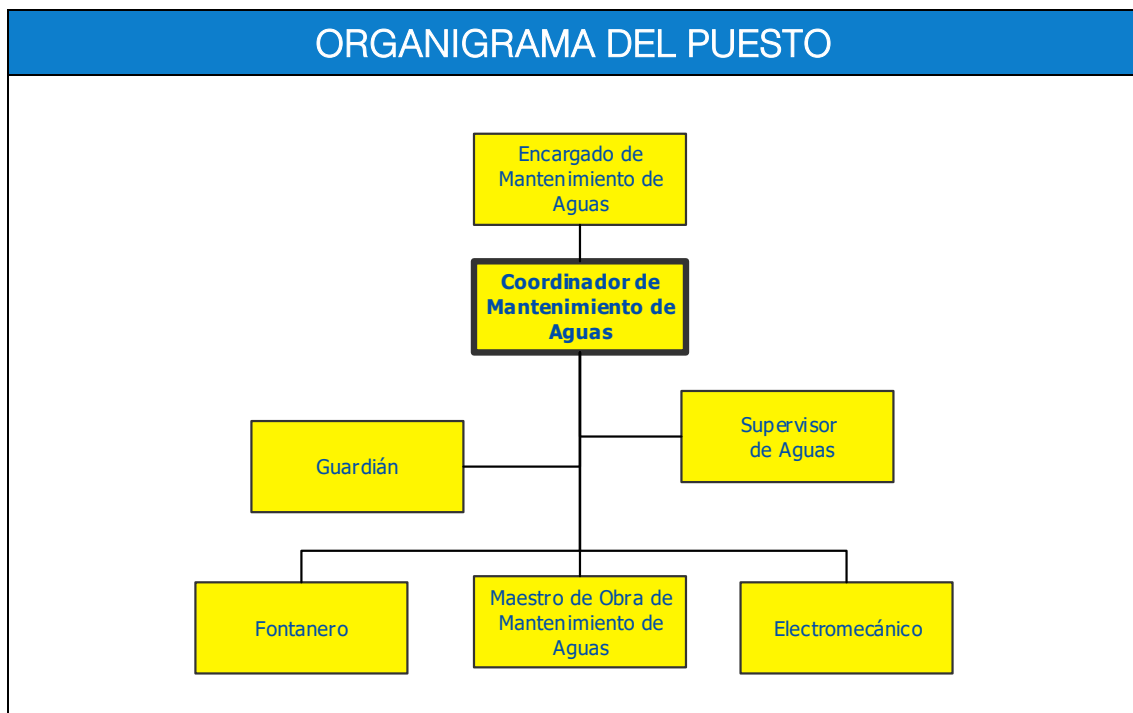 ORGANIGRAMA DEL PUESTO
Encargado de
Mantenimiento de
Aguas
Coordinador de
Mantenimiento de
Aguas
Supervisor
de Aguas
Guardián
Fontanero
Maestro de Obra de
Mantenimiento de
Aguas
Electromecánico